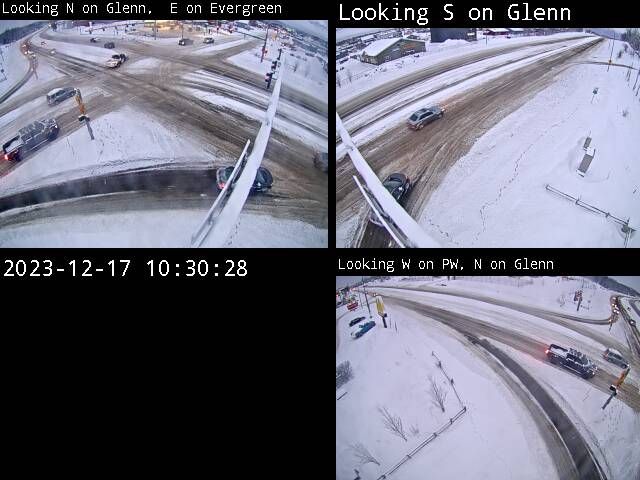 Looking N on Glenn,  E on Evergreen
Looking S on Glenn
2023-12-17 10:30:28
Looking W on PW, N on Glenn